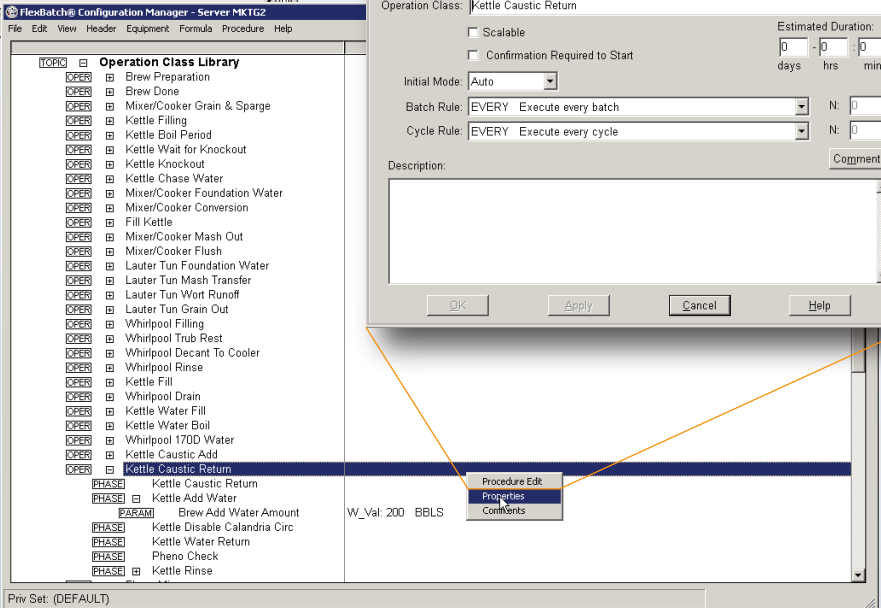 FlexBatch® Configuration Manager - Server MKTG2
File Edit View Header Equipment Formula Procedure Help
TOPIC Operation Class Library
OPER Brew Preparation
OPER Brew Done
OPER Mixer/Cooker Grain & Sparge
OPER Kettle Filling
OPER Kettle Boil Period
OPER Kettle Wait for Knockout
OPER Kettle Knockout
OPER Kettle Chase Water
OPER Mixer/Cooker Foundation Water
OPER Mixer/Cooker Conversion
OPER Fill Kettle
OPER Mixer/Cooker Mash Out
OPER Mixer/Cooker Flush
OPER Lauter Tun Foundation Water
OPER Lauter Tun Mash Transfer
OPER Lauter Tun Wort Runoff
OPER Lauter Tun Grain Out
OPER Whirlpool Filling
OPER Whirlpool Trub Rest
OPER Whirlpool Decant To Cooler
OPER Whirlpool Rinse
OPER Kettle Fill
OPER Whirlpool Drain
OPER Kettle Water Fill
OPER Kettle Water Boil
OPER Whirlpool 170D Water
OPER Kettle Caustic Add
OPER Kettle Caustic Return
PHASE Kettle Caustic Return
PHASE Kettle Add Water
PARAM Brew Add Water Amount W_Val: 200 BBLS
PHASE Kettle Disable Calandria Circ
PHASE Kettle Water Return
PHASE Pheno Check
PHASE Kettle Rinse
Priv Set: (DEFAULT)
Operation Class: Kettle Caustic Return
Scalable
Confirmation Required to Start
Estimated Duration:
0 - 0 : 0
days hrs min
Initial Mode: Auto
Batch Rule: EVERY Execute every batch N: 0
Cycle Rule: EVERY Execute every cycle N: 0
Description:
Comment
OK Apply Cancel Help
Procedure Edit
Properties
Comments